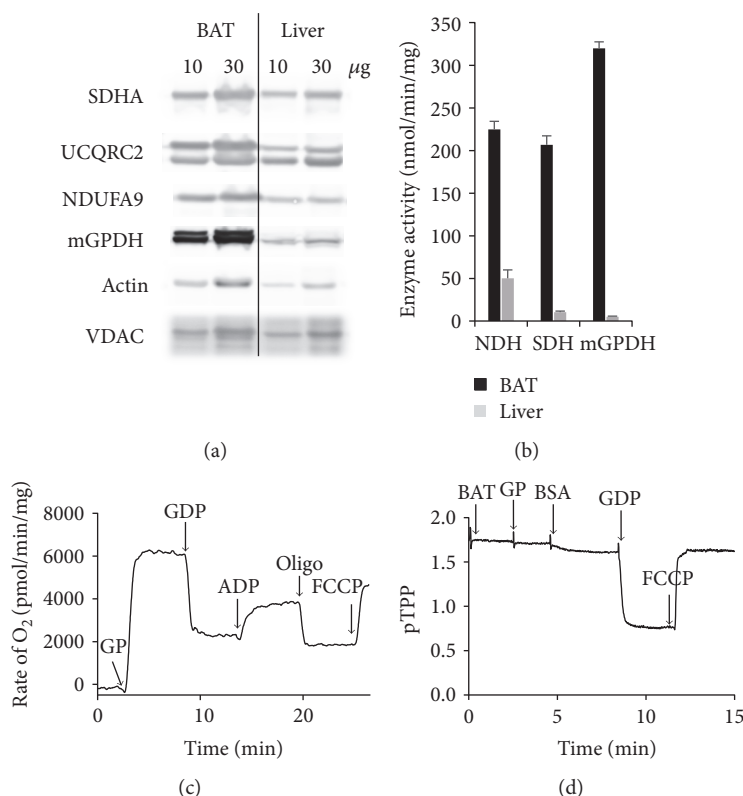 BAT Liver
10 30 10 30 µg
SDHA
UCQRC2
NDUFA9
mGPDH
Actin
VDAC
(a)
Enzyme activity (nmol/min/mg)
350
300
250
200
150
100
50
0
NDH SDH mGPDH
BAT
Liver
(b)
Rate of O₂ (pmol/min/mg)
8000
6000
4000
2000
0
GP
GDP
ADP
Oligo
FCCP
0 10 20
Time (min)
(c)
pTPP
2.0
1.5
1.0
0.5
0.0
BAT GP BSA GDP
FCCP
0 5 10 15
Time (min)
(d)